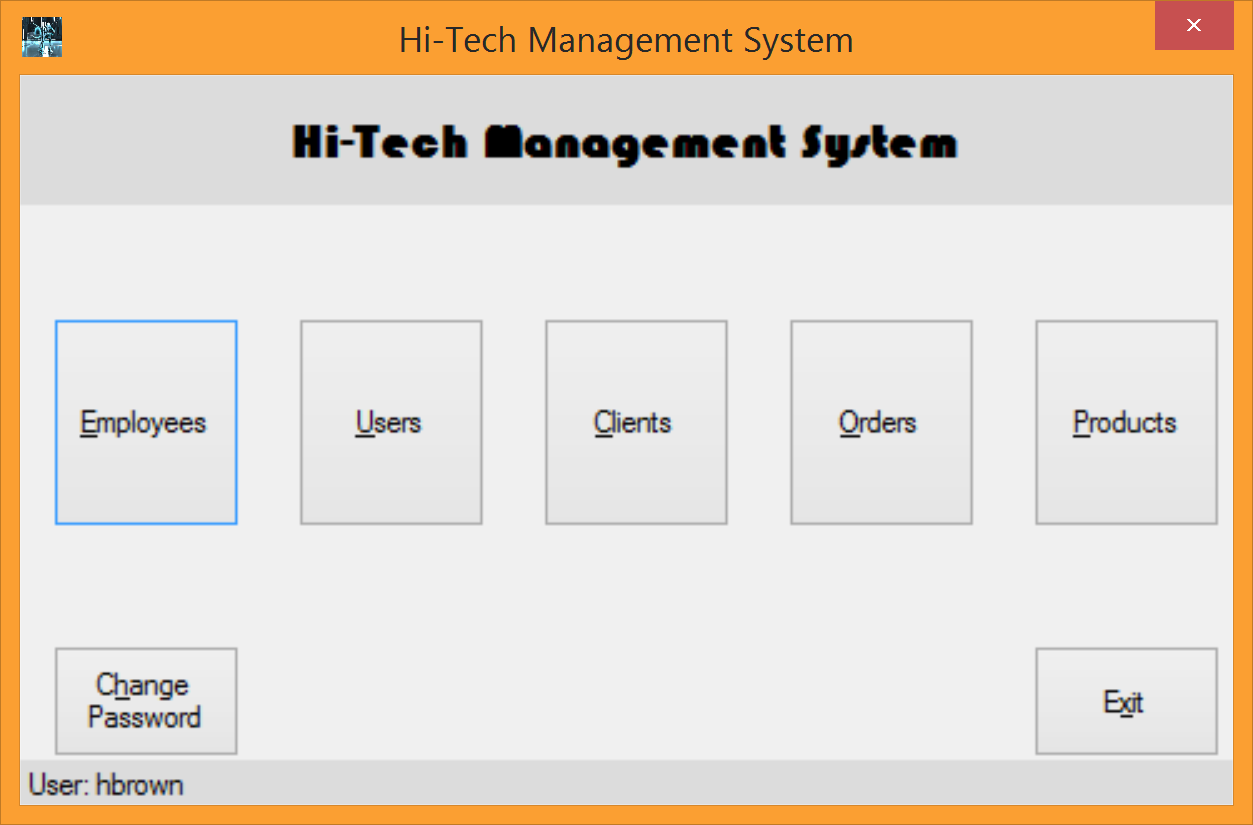 Hi-Tech Management System
Hi-Tech Management System
Employees
Users
Clients
Orders
Products
Change
Password
Exit
User: hbrown